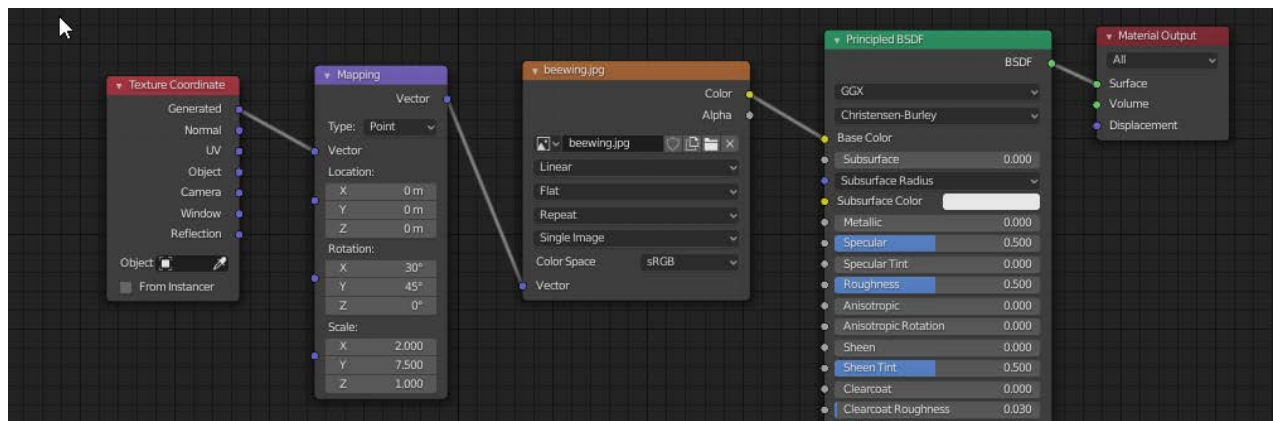 Texture Coordinate
Generated
Normal
UV
Object
Camera
Window
Reflection
Object
From Instancer
Mapping
Vector
Type: Point
Vector
Location:
X 0 m
Y 0 m
Z 0 m
Rotation:
X 30°
Y 45°
Z 0°
Scale:
X 2.000
Y 7.500
Z 1.000
beewing.jpg
Color
Alpha
beewing.jpg
Linear
Flat
Repeat
Single Image
Color Space sRGB
Vector
Principled BSDF
BSDF
GGX
Christensen-Burley
Base Color
Subsurface 0.000
Subsurface Radius
Subsurface Color
Metallic 0.000
Specular 0.500
Specular Tint 0.000
Roughness 0.500
Anisotropic 0.000
Anisotropic Rotation 0.000
Sheen 0.000
Sheen Tint 0.500
Clearcoat 0.000
Clearcoat Roughness 0.030
Material Output
All
Surface
Volume
Displacement